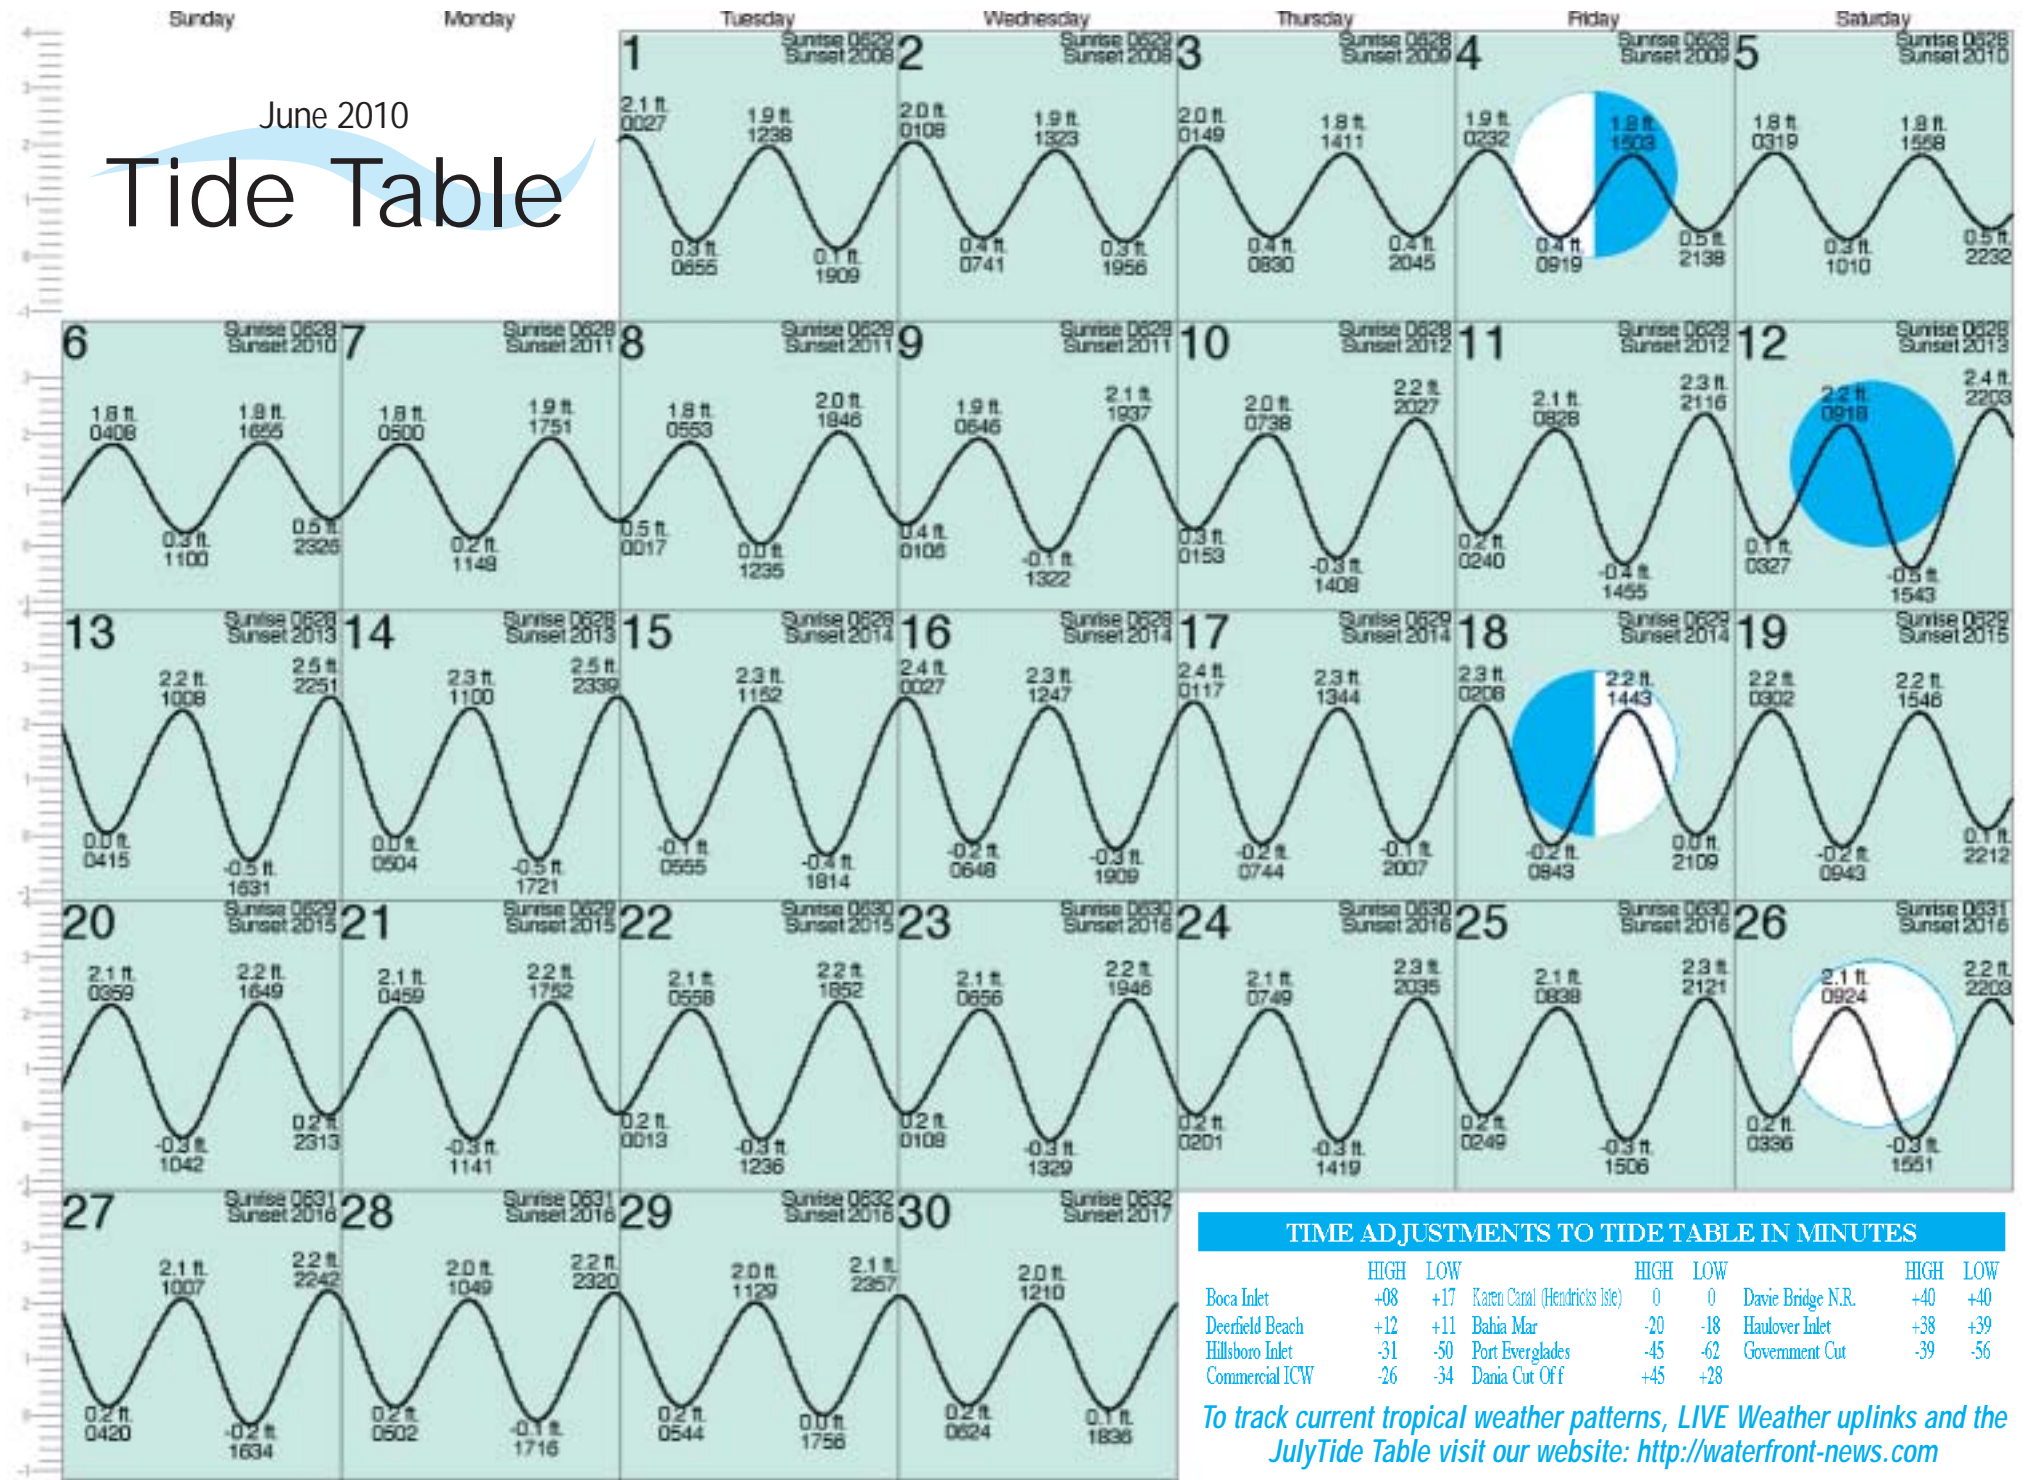 Sunday Monday Tuesday Wednesday Thursday Friday Saturday
June 2010
Tide Table
1
Sunrise 0629
Sunset 2008
2.1 ft.
0027
0.3 ft.
0655
1.9 ft.
1238
0.1 ft.
1909
2
Sunrise 0629
Sunset 2008
2.0 ft.
0108
0.4 ft.
0741
1.9 ft.
1323
0.3 ft.
1956
3
Sunrise 0628
Sunset 2009
2.0 ft.
0149
0.4 ft.
0830
1.8 ft.
1411
0.4 ft.
2045
4
Sunrise 0628
Sunset 2009
1.9 ft.
0232
0.4 ft.
0919
1.8 ft.
1503
0.5 ft.
2138
5
Sunrise 0628
Sunset 2010
1.8 ft.
0319
0.3 ft.
1010
1.8 ft.
1558
0.5 ft.
2232
6
Sunrise 0628
Sunset 2010
1.8 ft.
0408
0.3 ft.
1100
1.8 ft.
1655
0.5 ft.
2326
7
Sunrise 0628
Sunset 2011
1.8 ft.
0500
0.2 ft.
1148
1.9 ft.
1751
8
Sunrise 0628
Sunset 2011
0.5 ft.
0017
1.8 ft.
0553
0.0 ft.
1235
2.0 ft.
1846
9
Sunrise 0628
Sunset 2011
0.4 ft.
0106
1.9 ft.
0646
-0.1 ft.
1322
2.1 ft.
1937
10
Sunrise 0628
Sunset 2012
0.3 ft.
0153
2.0 ft.
0738
-0.3 ft.
1408
2.2 ft.
2027
11
Sunrise 0628
Sunset 2012
0.2 ft.
0240
2.1 ft.
0828
-0.4 ft.
1455
2.3 ft.
2116
12
Sunrise 0628
Sunset 2013
0.1 ft.
0327
2.2 ft.
0918
-0.5 ft.
1543
2.4 ft.
2203
13
Sunrise 0628
Sunset 2013
0.0 ft.
0415
2.2 ft.
1008
-0.5 ft.
1631
2.5 ft.
2251
14
Sunrise 0628
Sunset 2013
0.0 ft.
0504
2.3 ft.
1100
-0.5 ft.
1721
2.5 ft.
2339
15
Sunrise 0628
Sunset 2014
-0.1 ft.
0555
2.3 ft.
1152
-0.4 ft.
1814
16
Sunrise 0628
Sunset 2014
2.4 ft.
0027
-0.2 ft.
0648
2.3 ft.
1247
-0.3 ft.
1909
17
Sunrise 0629
Sunset 2014
2.4 ft.
0117
-0.2 ft.
0744
2.3 ft.
1344
-0.1 ft.
2007
18
Sunrise 0629
Sunset 2014
2.3 ft.
0208
-0.2 ft.
0843
2.2 ft.
1443
0.0 ft.
2109
19
Sunrise 0629
Sunset 2015
2.2 ft.
0302
-0.2 ft.
0943
2.2 ft.
1546
0.1 ft.
2212
20
Sunrise 0629
Sunset 2015
2.1 ft.
0359
-0.3 ft.
1042
2.2 ft.
1649
0.2 ft.
2313
21
Sunrise 0629
Sunset 2015
2.1 ft.
0459
-0.3 ft.
1141
2.2 ft.
1752
22
Sunrise 0630
Sunset 2015
0.2 ft.
0013
2.1 ft.
0558
-0.3 ft.
1236
2.2 ft.
1852
23
Sunrise 0630
Sunset 2016
0.2 ft.
0108
2.1 ft.
0656
-0.3 ft.
1329
2.2 ft.
1946
24
Sunrise 0630
Sunset 2016
0.2 ft.
0201
2.1 ft.
0749
-0.3 ft.
1419
2.3 ft.
2035
25
Sunrise 0630
Sunset 2016
0.2 ft.
0249
2.1 ft.
0838
-0.3 ft.
1506
2.3 ft.
2121
26
Sunrise 0631
Sunset 2016
0.2 ft.
0336
2.1 ft.
0924
-0.3 ft.
1551
2.2 ft.
2203
27
Sunrise 0631
Sunset 2016
0.2 ft.
0420
2.1 ft.
1007
-0.2 ft.
1634
2.2 ft.
2242
28
Sunrise 0631
Sunset 2016
0.2 ft.
0502
2.0 ft.
1049
-0.1 ft.
1716
2.2 ft.
2320
29
Sunrise 0632
Sunset 2016
0.2 ft.
0544
2.0 ft.
1129
0.0 ft.
1756
2.1 ft.
2357
30
Sunrise 0632
Sunset 2017
0.2 ft.
0624
2.0 ft.
1210
0.1 ft.
1836
TIME ADJUSTMENTS TO TIDE TABLE IN MINUTES
HIGH LOW HIGH LOW HIGH LOW
Boca Inlet +08 +17 Karen Canal (Hendricks Isle) 0 0 Davie Bridge N.R. +40 +40
Deerfield Beach +12 +11 Bahia Mar -20 -18 Haulover Inlet +38 +39
Hillsboro Inlet -31 -50 Port Everglades -45 -62 Government Cut -39 -56
Commercial ICW -26 -34 Dania Cut Off +45 +28
To track current tropical weather patterns, LIVE Weather uplinks and the
JulyTide Table visit our website: http://waterfront-news.com